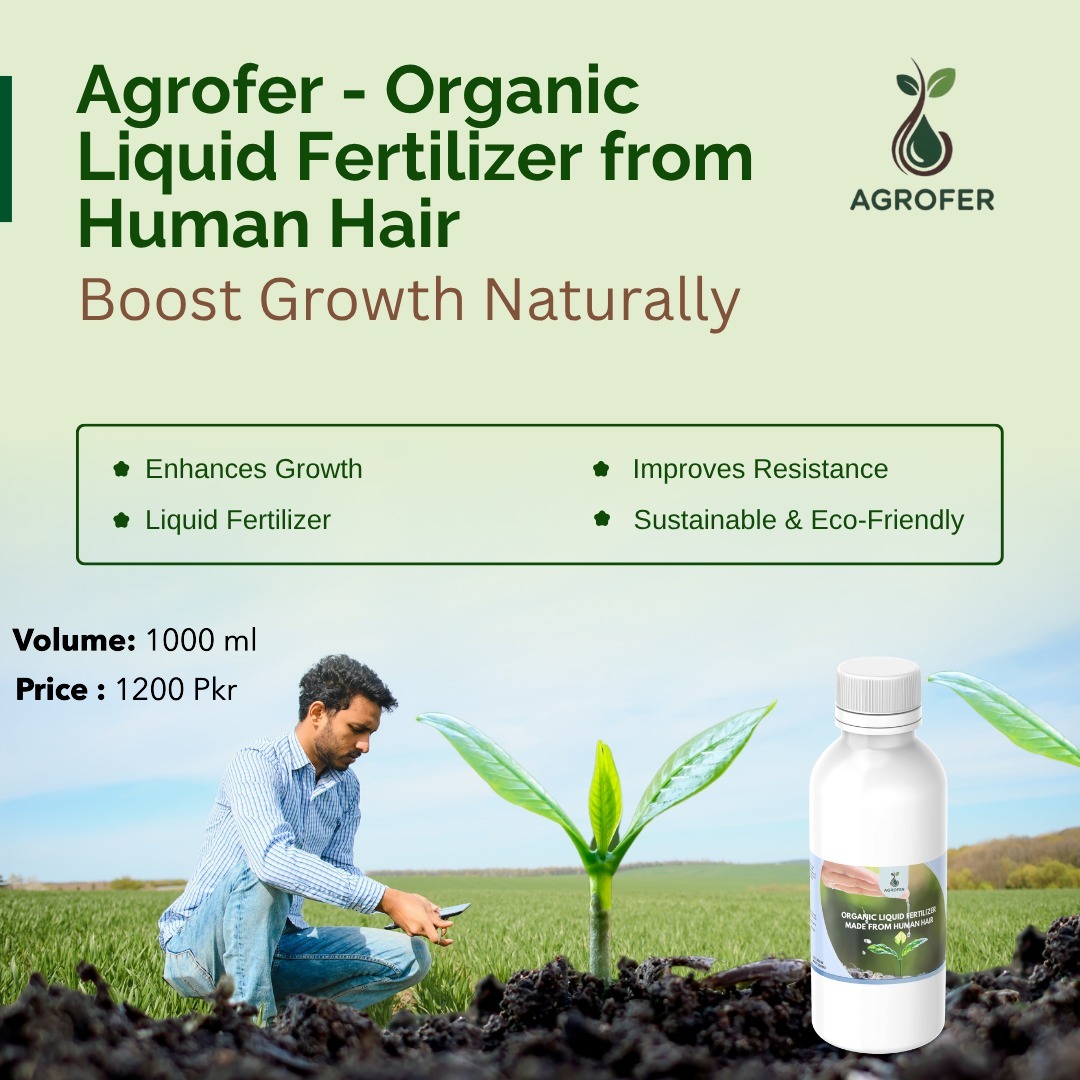 Agrofer - Organic
Liquid Fertilizer from
Human Hair
Boost Growth Naturally
AGROFER
Enhances Growth
Improves Resistance
Liquid Fertilizer
Sustainable & Eco-Friendly
Volume: 1000 ml
Price : 1200 Pkr
AGROFER
ORGANIC LIQUID FERTILIZER
MADE FROM HUMAN HAIR